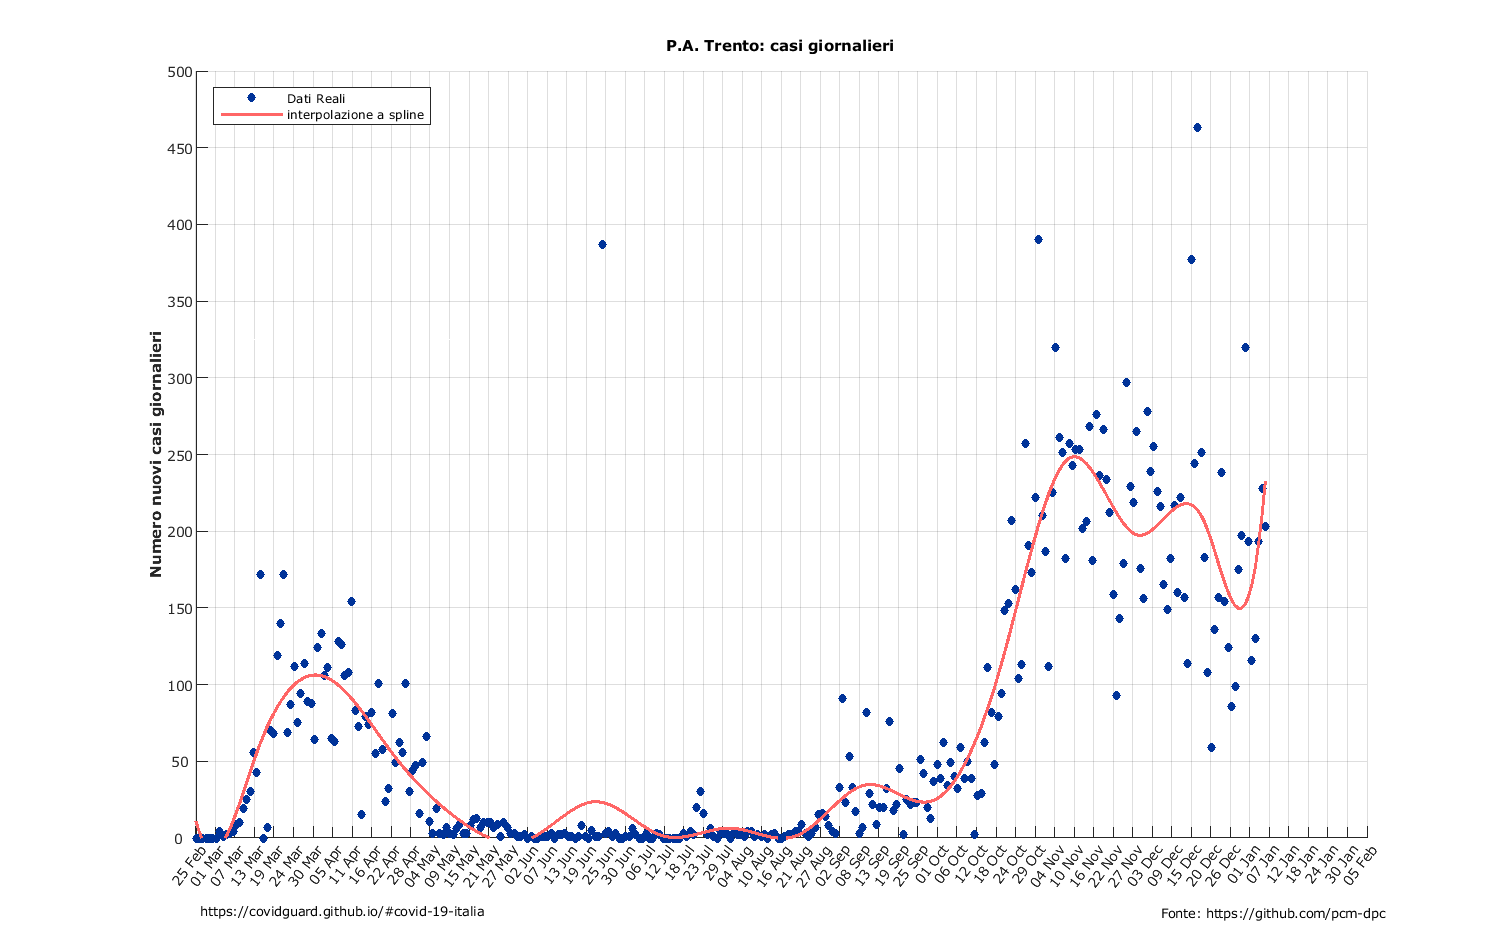 P.A. Trento: casi giornalieri
Dati Reali
interpolazione a spline
Numero nuovi casi giornalieri
500
450
400
350
300
250
200
150
100
50
0
25 Feb
01 Mar
07 Mar
13 Mar
19 Mar
24 Mar
30 Mar
05 Apr
11 Apr
16 Apr
22 Apr
28 Apr
04 May
09 May
15 May
21 May
27 May
02 Jun
07 Jun
13 Jun
19 Jun
25 Jun
30 Jun
06 Jul
12 Jul
18 Jul
23 Jul
29 Jul
04 Aug
10 Aug
16 Aug
21 Aug
27 Aug
02 Sep
08 Sep
13 Sep
19 Sep
25 Oct
01 Oct
06 Oct
12 Oct
18 Oct
24 Oct
29 Oct
04 Nov
10 Nov
16 Nov
22 Nov
27 Nov
03 Dec
09 Dec
15 Dec
20 Dec
26 Dec
01 Jan
07 Jan
12 Jan
18 Jan
24 Jan
30 Jan
05 Feb
https://covidguard.github.io/#covid-19-italia
Fonte: https://github.com/pcm-dpc